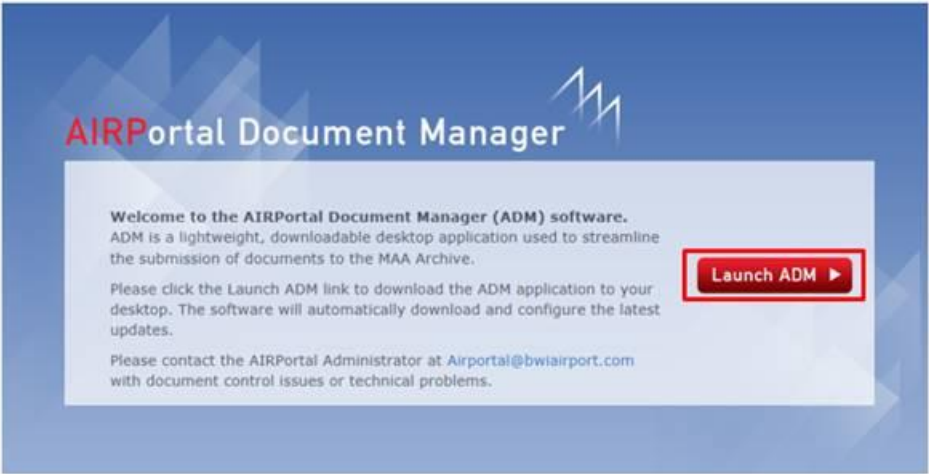 AIRPortal Document Manager
Welcome to the AIRPortal Document Manager (ADM) software.
ADM is a lightweight, downloadable desktop application used to streamline
the submission of documents to the MAA Archive.
Launch ADM
Please click the Launch ADM link to download the ADM application to your
desktop. The software will automatically download and configure the latest
updates.
Please contact the AIRPortal Administrator at Airportal@bwiairport.com
with document control issues or technical problems.